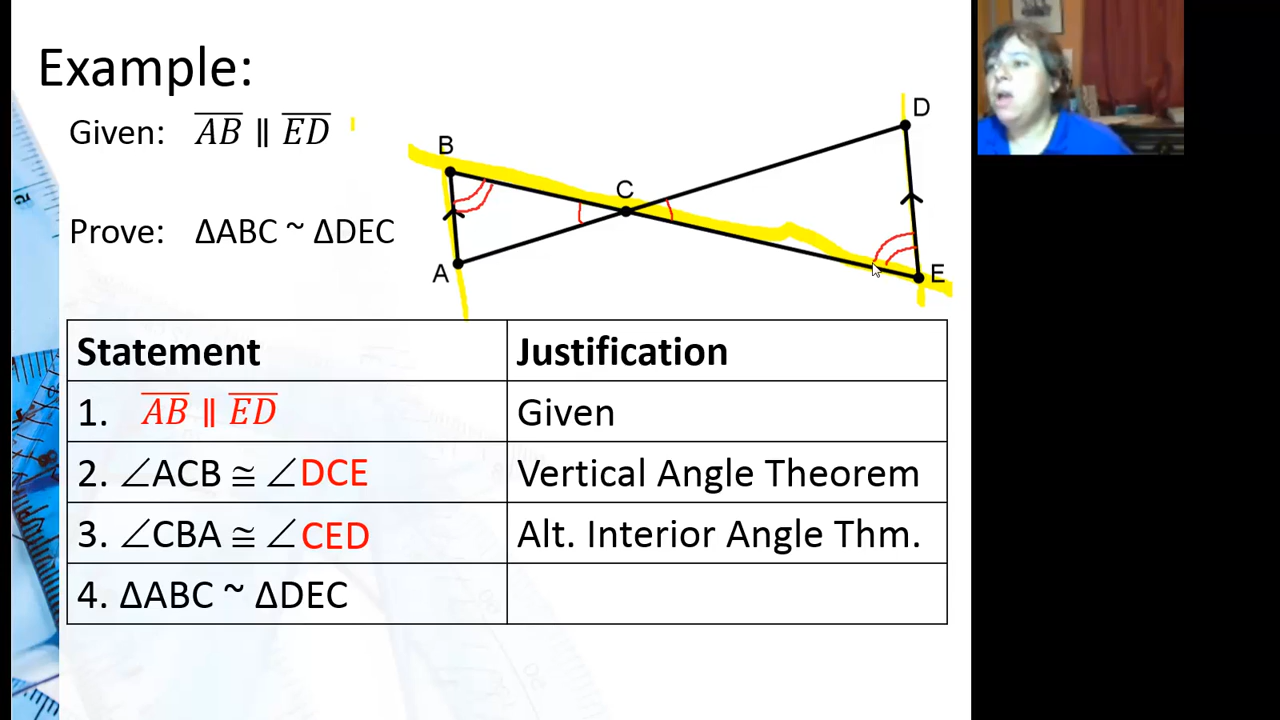 Example:
Given: AB ∥ ED
Prove: ΔABC ~ ΔDEC
B
D
C
A
E
Statement Justification
1. AB ∥ ED Given
2. ∠ACB ≅ ∠DCE Vertical Angle Theorem
3. ∠CBA ≅ ∠CED Alt. Interior Angle Thm.
4. ΔABC ~ ΔDEC